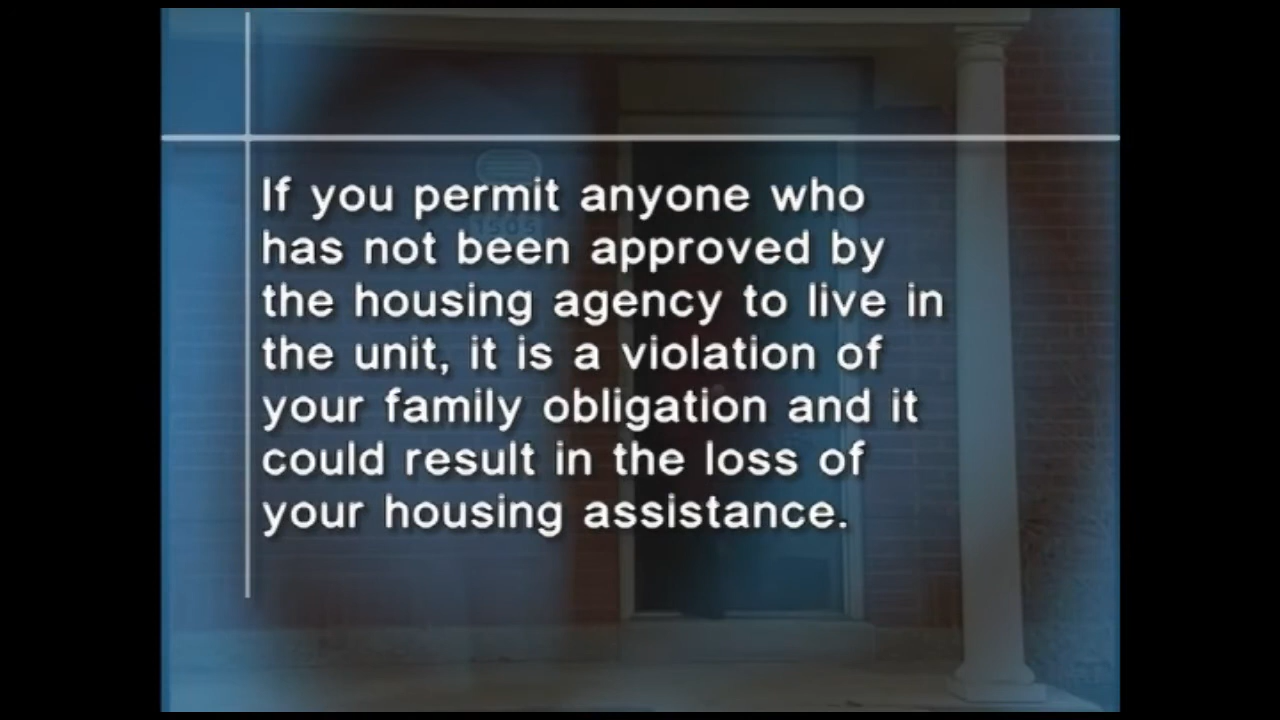 If you permit anyone who
has not been approved by
the housing agency to live in
the unit, it is a violation of
your family obligation and it
could result in the loss of
your housing assistance.
1505